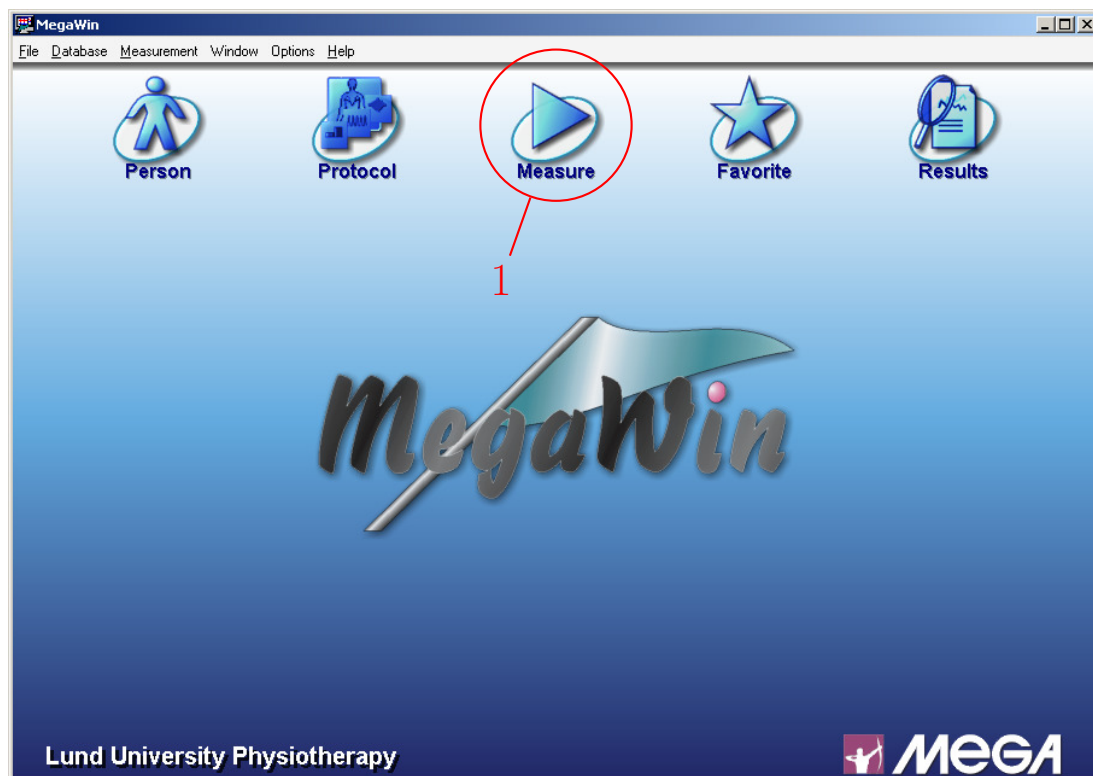 MegaWin
File Database Measurement Window Options Help
Person Protocol Measure Favorite Results
1
MegaWin
Lund University Physiotherapy
MEGA